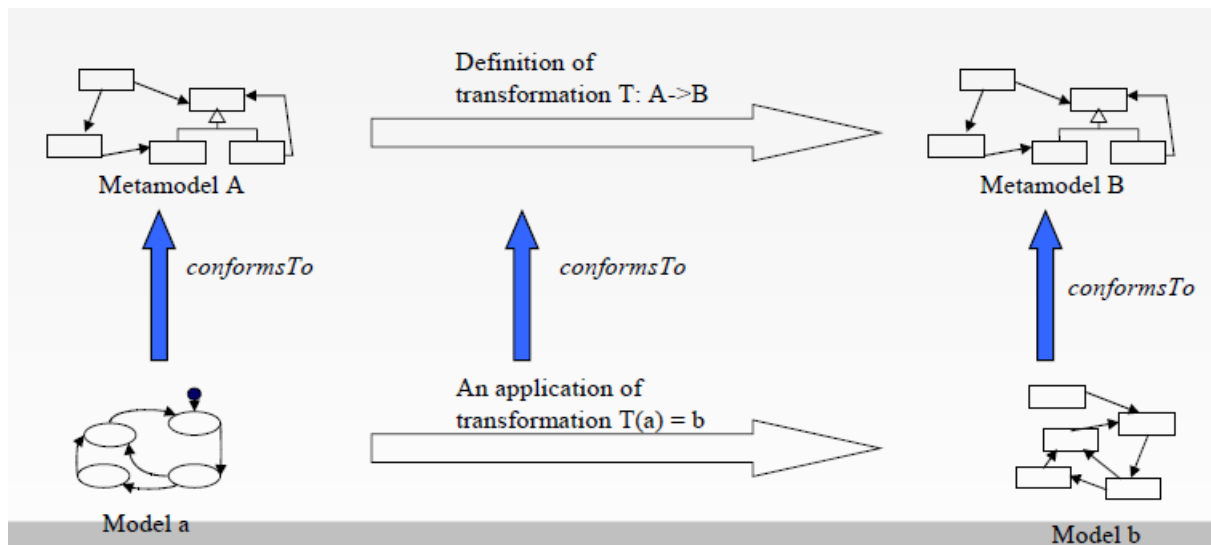 Definition of
transformation T: A->B
Metamodel A
Metamodel B
conformsTo
conformsTo
conformsTo
An application of
transformation T(a) = b
Model a
Model b